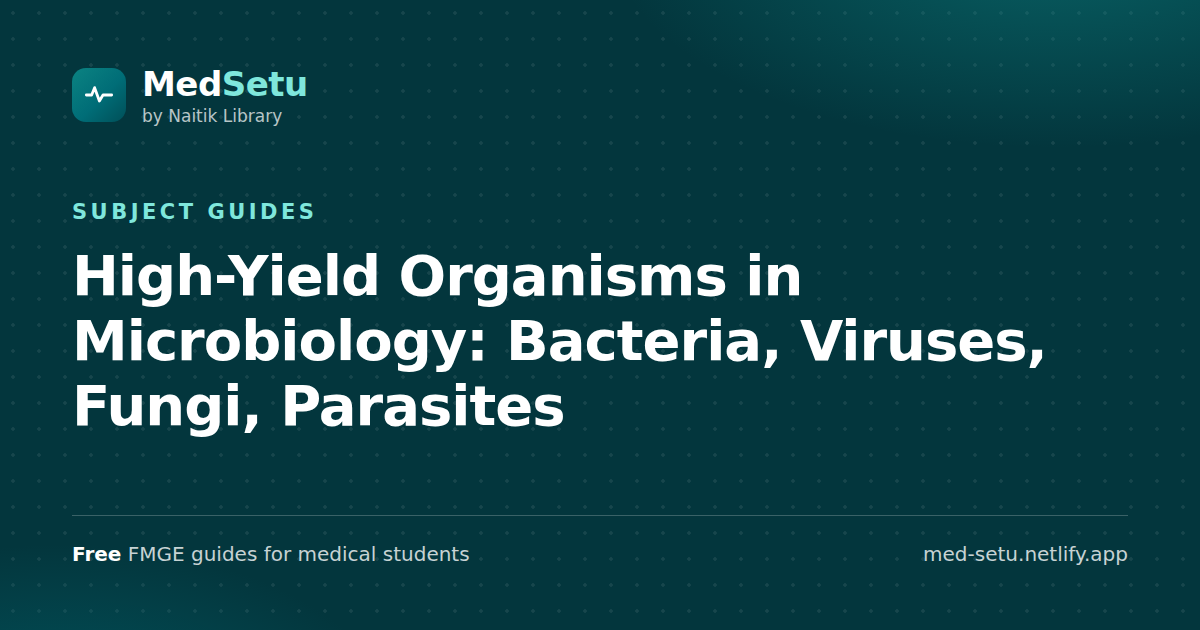 MedSetu
by Naitik Library
SUBJECT GUIDES
High-Yield Organisms in
Microbiology: Bacteria, Viruses,
Fungi, Parasites
Free FMGE guides for medical students
med-setu.netlify.app